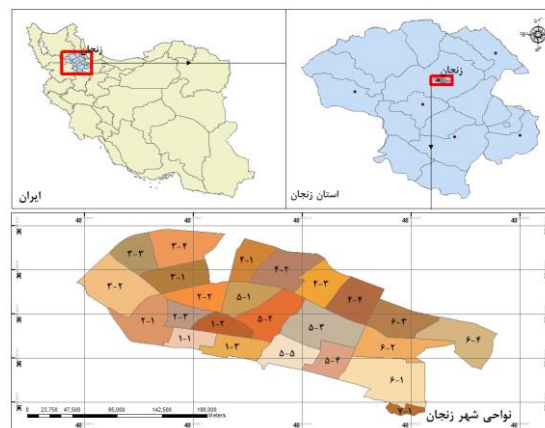 زنجان
ایران
زنجان
استان زنجان
48 48 48 48 48
۳-۴
۳-۳
۴-۱
۴-۲
۳-۱
۳-۲
۴-۳
۲-۲
۵-۱
۴-۴
۲-۱
۲-۳
۱-۲
۵-۲
۵-۳
۶-۳
۱-۱
۱-۳
۵-۵
۵-۴
۶-۲
۶-۴
۶-۱
۷-۱
0 23,750 47,500 95,000 142,500 190,000
Meters
نواحی شهر زنجان
48 48 48 48 48